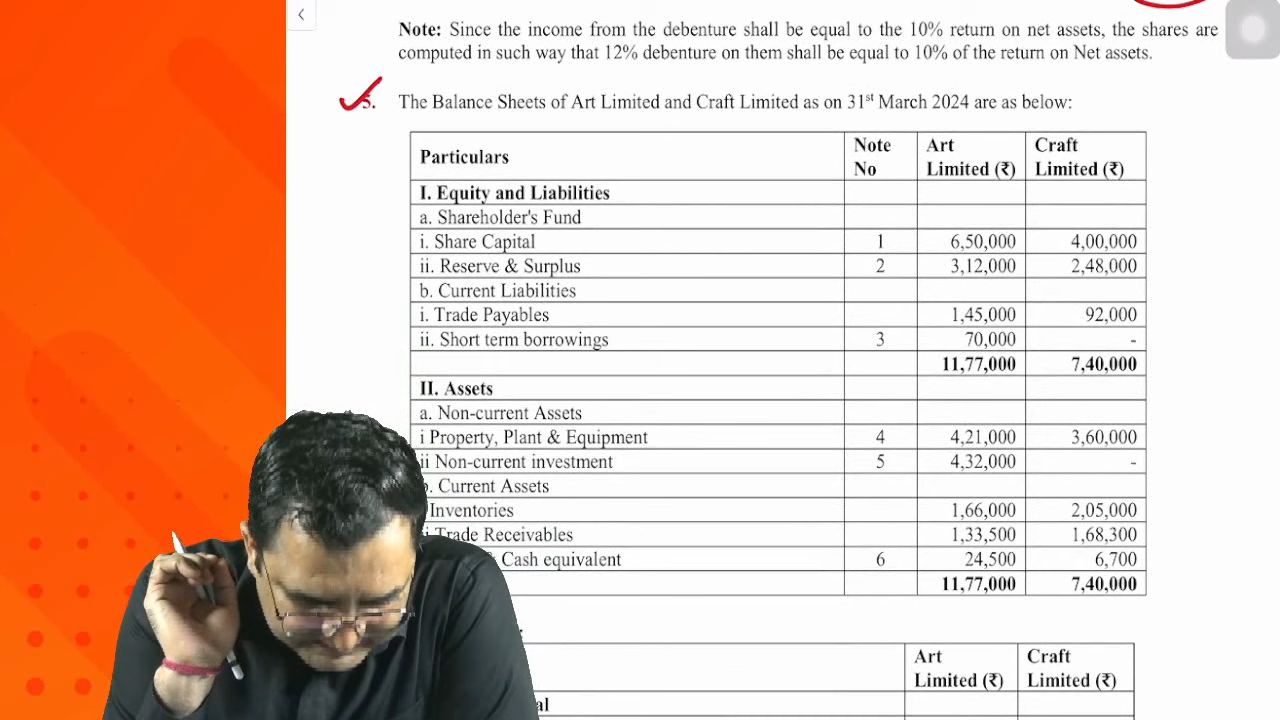 Note: Since the income from the debenture shall be equal to the 10% return on net assets, the shares are
computed in such way that 12% debenture on them shall be equal to 10% of the return on Net assets.
5. The Balance Sheets of Art Limited and Craft Limited as on 31st March 2024 are as below:
Particulars Note No Art Limited (₹) Craft Limited (₹)
I. Equity and Liabilities
a. Shareholder's Fund
i. Share Capital 1 6,50,000 4,00,000
ii. Reserve & Surplus 2 3,12,000 2,48,000
b. Current Liabilities
i. Trade Payables 1,45,000 92,000
ii. Short term borrowings 3 70,000 -
11,77,000 7,40,000
II. Assets
a. Non-current Assets
i Property, Plant & Equipment 4 4,21,000 3,60,000
ii Non-current investment 5 4,32,000 -
Current Assets
Inventories 1,66,000 2,05,000
Trade Receivables 1,33,500 1,68,300
Cash equivalent 6 24,500 6,700
11,77,000 7,40,000
Art Limited (₹) Craft Limited (₹)